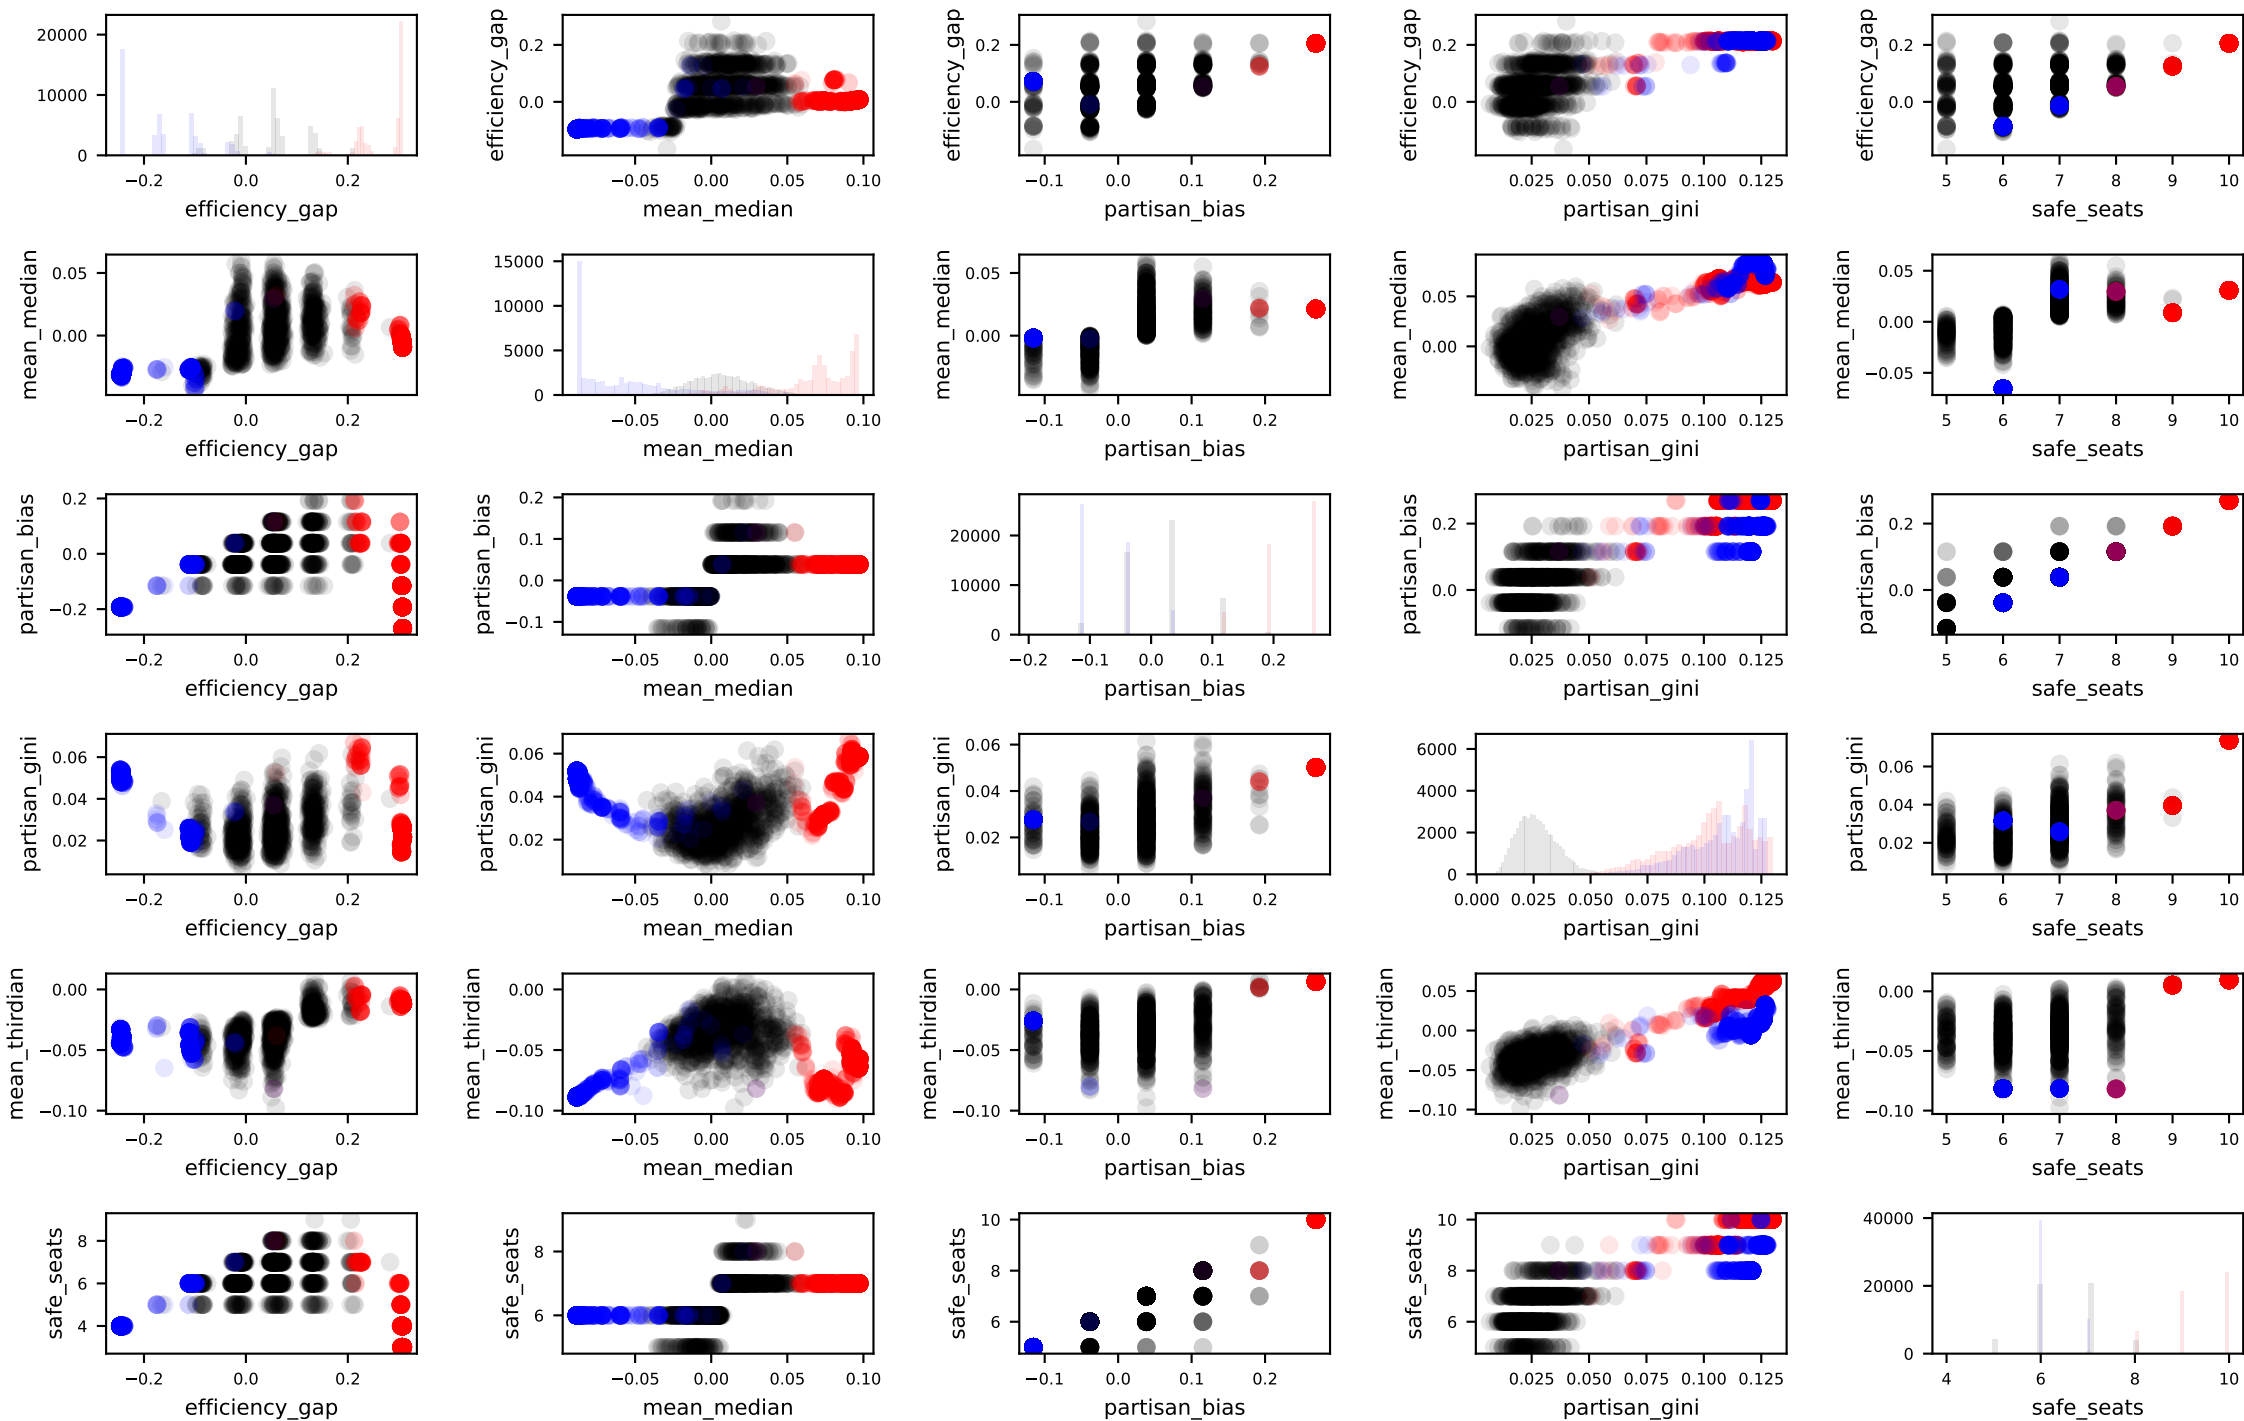 20000
10000
0
−0.2 0.0 0.2
efficiency_gap
efficiency_gap
0.2
0.0
−0.05 0.00 0.05 0.10
mean_median
efficiency_gap
0.2
0.0
−0.1 0.0 0.1 0.2
partisan_bias
efficiency_gap
0.2
0.0
0.025 0.050 0.075 0.100 0.125
partisan_gini
efficiency_gap
0.2
0.0
5 6 7 8 9 10
safe_seats
mean_median
0.05
0.00
−0.2 0.0 0.2
efficiency_gap
15000
10000
5000
0
−0.05 0.00 0.05 0.10
mean_median
mean_median
0.05
0.00
−0.1 0.0 0.1 0.2
partisan_bias
mean_median
0.05
0.00
0.025 0.050 0.075 0.100 0.125
partisan_gini
mean_median
0.05
0.00
−0.05
5 6 7 8 9 10
safe_seats
partisan_bias
0.2
0.0
−0.2
−0.2 0.0 0.2
efficiency_gap
partisan_bias
0.2
0.1
0.0
−0.1
−0.05 0.00 0.05 0.10
mean_median
20000
10000
0
−0.2 −0.1 0.0 0.1 0.2
partisan_bias
partisan_bias
0.2
0.0
0.025 0.050 0.075 0.100 0.125
partisan_gini
partisan_bias
0.2
0.0
5 6 7 8 9 10
safe_seats
partisan_gini
0.06
0.04
0.02
−0.2 0.0 0.2
efficiency_gap
partisan_gini
0.06
0.04
0.02
−0.05 0.00 0.05 0.10
mean_median
partisan_gini
0.06
0.04
0.02
−0.1 0.0 0.1 0.2
partisan_bias
6000
4000
2000
0
0.000 0.025 0.050 0.075 0.100 0.125
partisan_gini
partisan_gini
0.06
0.04
0.02
5 6 7 8 9 10
safe_seats
mean_thirdian
0.00
−0.05
−0.10
−0.2 0.0 0.2
efficiency_gap
mean_thirdian
0.00
−0.05
−0.10
−0.05 0.00 0.05 0.10
mean_median
mean_thirdian
0.00
−0.05
−0.10
−0.1 0.0 0.1 0.2
partisan_bias
mean_thirdian
0.05
0.00
−0.05
−0.10
0.025 0.050 0.075 0.100 0.125
partisan_gini
mean_thirdian
0.00
−0.05
−0.10
5 6 7 8 9 10
safe_seats
safe_seats
8
6
4
−0.2 0.0 0.2
efficiency_gap
safe_seats
8
6
−0.05 0.00 0.05 0.10
mean_median
safe_seats
10
8
6
−0.1 0.0 0.1 0.2
partisan_bias
safe_seats
10
8
6
0.025 0.050 0.075 0.100 0.125
partisan_gini
40000
20000
0
4 6 8 10
safe_seats